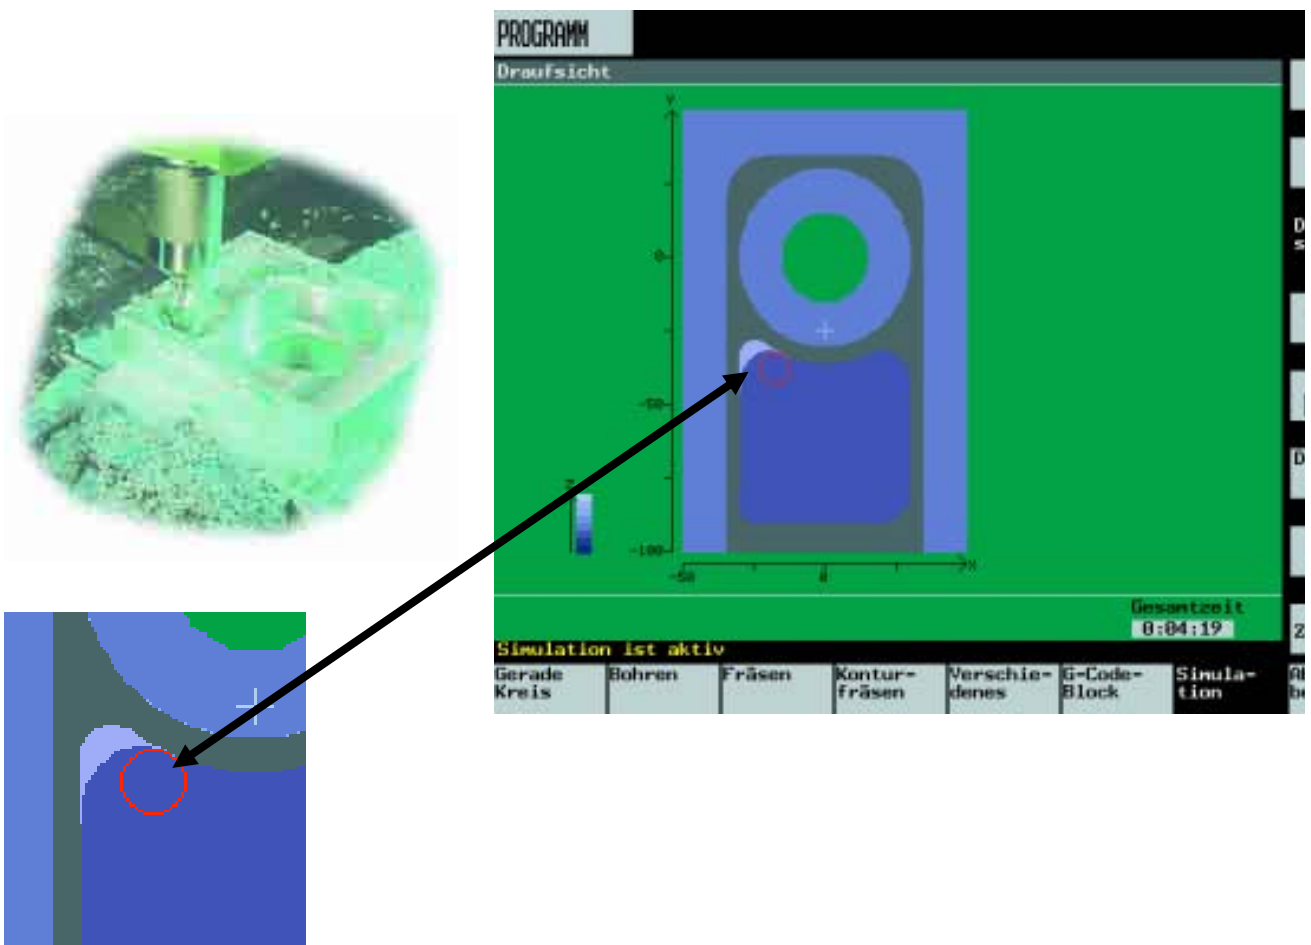 PROGRAMM
Draufsicht
Y
0
-50
Z
-100
X
-50
0
Gesamtzeit
0:04:19
Simulation ist aktiv
Gerade
Kreis
Bohren
Fräsen
Kontur-
fräsen
Verschie-
denes
G-Code-
Block
Simula-
tion
D
s
D
2